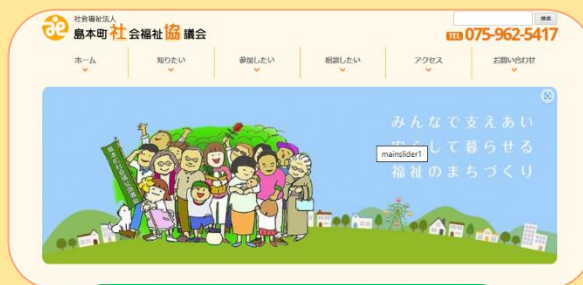 社会福祉法人
島本町社会福祉協議会
検索
TEL 075-962-5417
ホーム
知りたい
参加したい
相談したい
アクセス
お問い合わせ
みんなで支えあい
して暮らせる
福祉のまちづくり
mainslider1